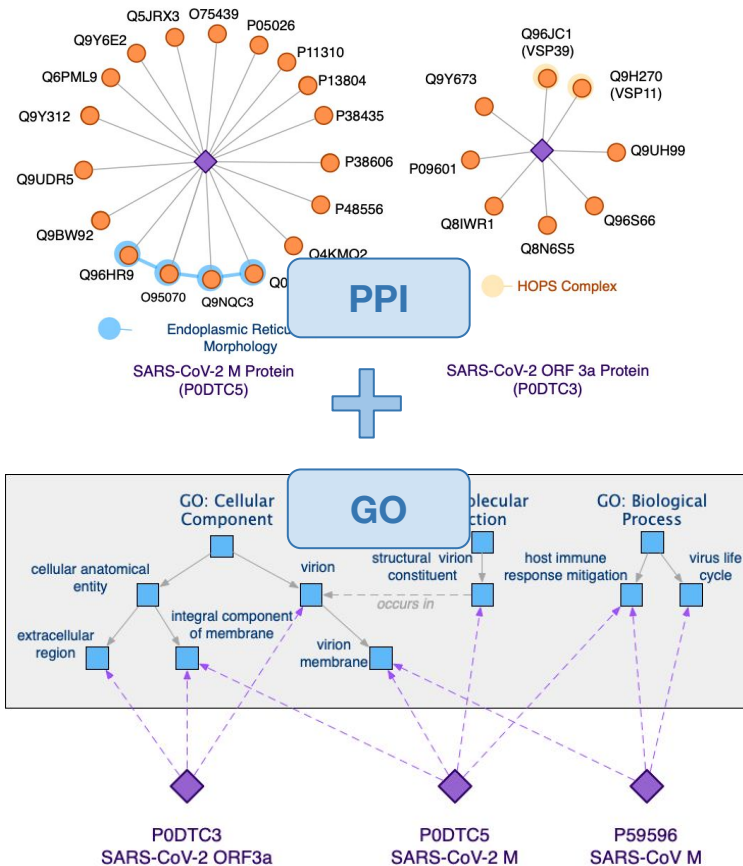 Q5JRX3
O75439
P05026
Q9Y6E2
P11310
Q6PML9
P13804
Q9Y312
P38435
Q9UDR5
P38606
P48556
Q9BW92
Q4KMQ2
Q96HR9
O95070
Q9NQC3
Q0
Endoplasmic Reticu
Morphology
SARS-CoV-2 M Protein
(P0DTC5)
Q96JC1
(VSP39)
Q9H270
(VSP11)
Q9Y673
Q9UH99
P09601
Q8IWR1
Q96S66
Q8N6S5
HOPS Complex
SARS-CoV-2 ORF 3a Protein
(P0DTC3)
PPI
GO
GO: Cellular
Component
GO: Biological
Process
cellular anatomical
entity
virion
structural virion
constituent
host immune
response mitigation
virus life
cycle
occurs in
extracellular
region
integral component
of membrane
virion
membrane
P0DTC3
SARS-CoV-2 ORF3a
P0DTC5
SARS-CoV-2 M
P59596
SARS-CoV M